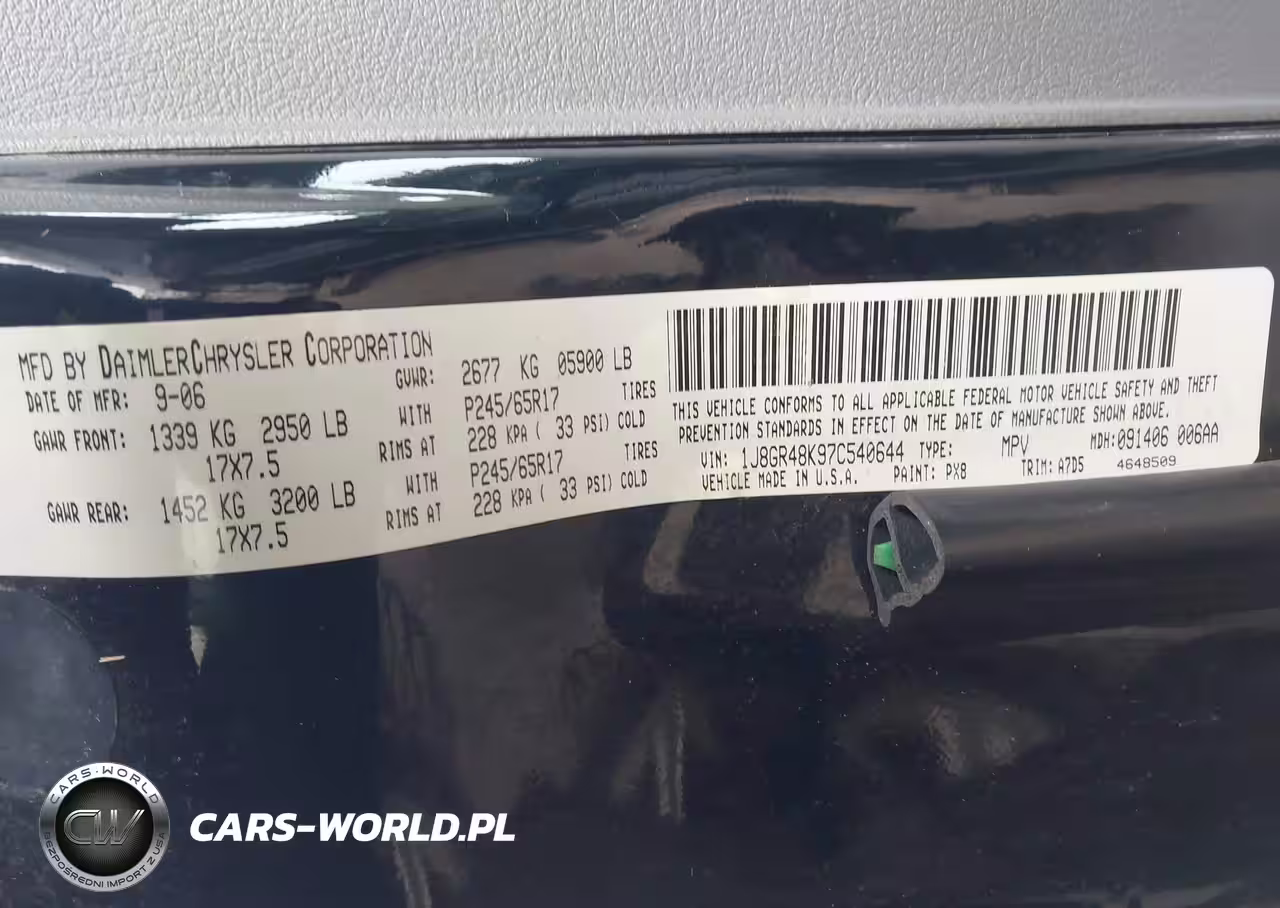 MFD BY DAIMLERCHRYSLER CORPORATION
DATE OF MFR: 9-06
GVWR: 2677 KG 05900 LB
GAWR FRONT: 1339 KG 2950 LB WITH P245/65R17 TIRES
17X7.5 RIMS AT 228 KPA ( 33 PSI) COLD
GAWR REAR: 1452 KG 3200 LB WITH P245/65R17 TIRES
17X7.5 RIMS AT 228 KPA ( 33 PSI) COLD
THIS VEHICLE CONFORMS TO ALL APPLICABLE FEDERAL MOTOR VEHICLE SAFETY AND THEFT
PREVENTION STANDARDS IN EFFECT ON THE DATE OF MANUFACTURE SHOWN ABOVE.
VIN: 1J8GR48K97C540644 TYPE: MPV MDH:091406 006AA
VEHICLE MADE IN U.S.A. PAINT: PX8 TRIM: A7D5 4648509
CARS-WORLD
CW
BEZPOŚREDNI IMPORT Z USA
CARS-WORLD.PL